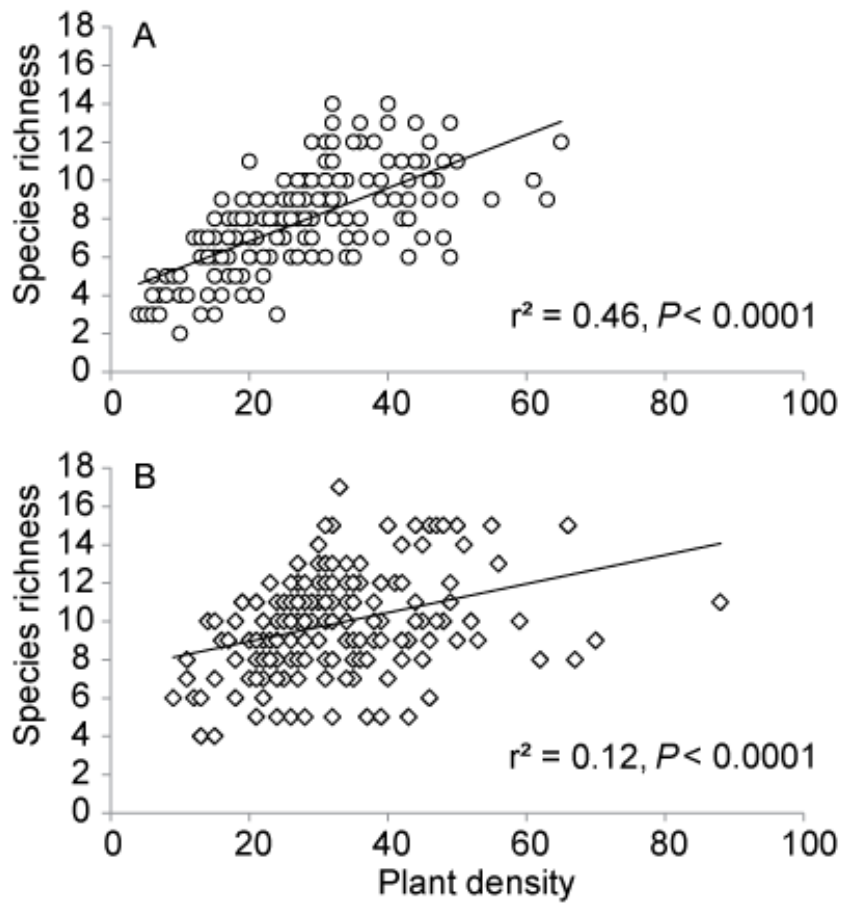 A
18
16
14
12
10
8
6
4
2
0
Species richness
r² = 0.46, P< 0.0001
0 20 40 60 80 100
B
18
16
14
12
10
8
6
4
2
0
Species richness
r² = 0.12, P< 0.0001
0 20 40 60 80 100
Plant density